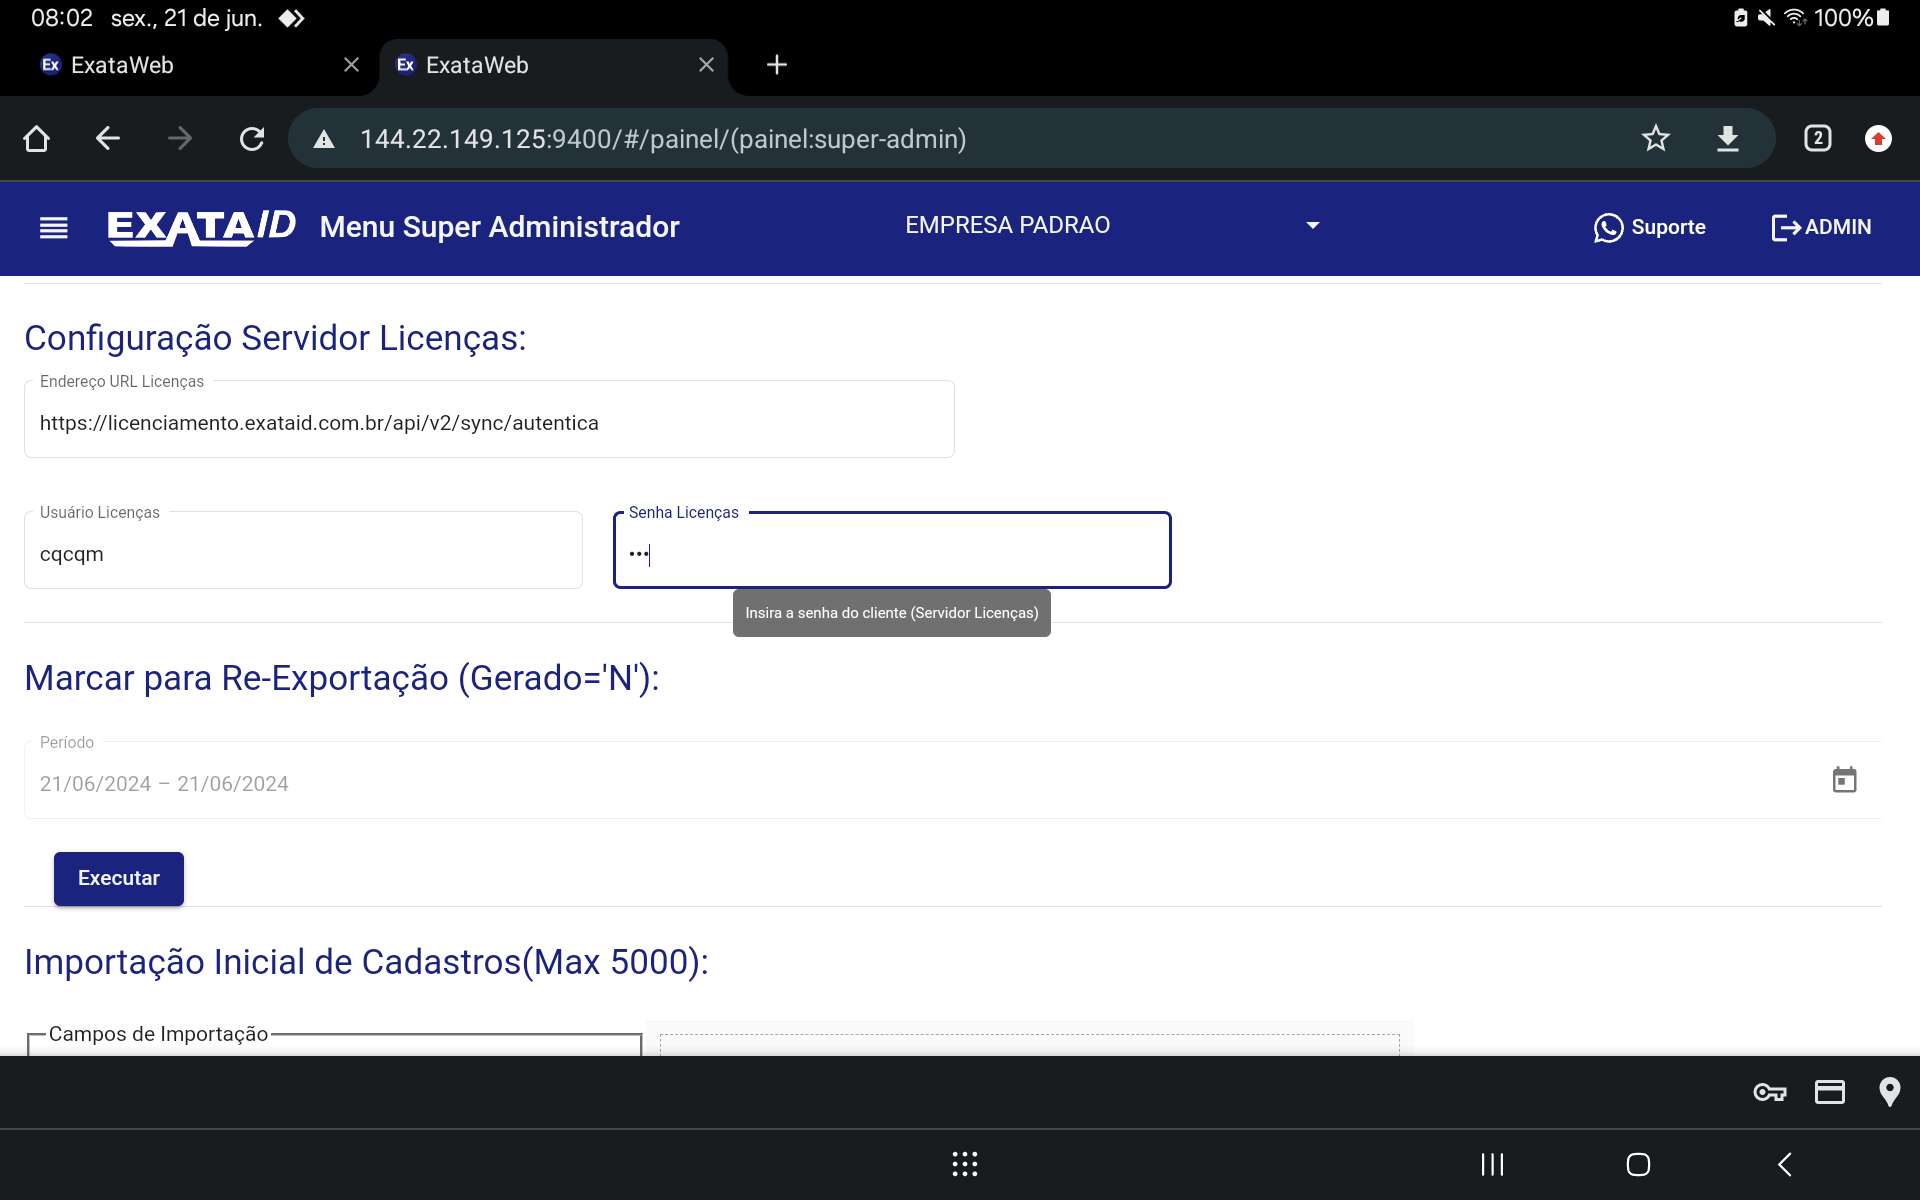 08:02 sex., 21 de jun. 100%
Ex ExataWeb Ex ExataWeb
144.22.149.125:9400/#/painel/(painel:super-admin) 2
EXATAID Menu Super Administrador EMPRESA PADRAO Suporte ADMIN
Configuração Servidor Licenças:
Endereço URL Licenças
https://licenciamento.exataid.com.br/api/v2/sync/autentica
Usuário Licenças Senha Licenças
cqcqm •••
Insira a senha do cliente (Servidor Licenças)
Marcar para Re-Exportação (Gerado='N'):
Período
21/06/2024 – 21/06/2024
Executar
Importação Inicial de Cadastros(Max 5000):
Campos de Importação